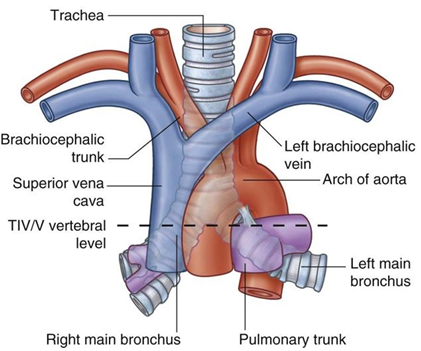 Trachea
Brachiocephalic
trunk
Left brachiocephalic
vein
Superior vena
cava
Arch of aorta
TIV/V vertebral
level
Left main
bronchus
Right main bronchus
Pulmonary trunk